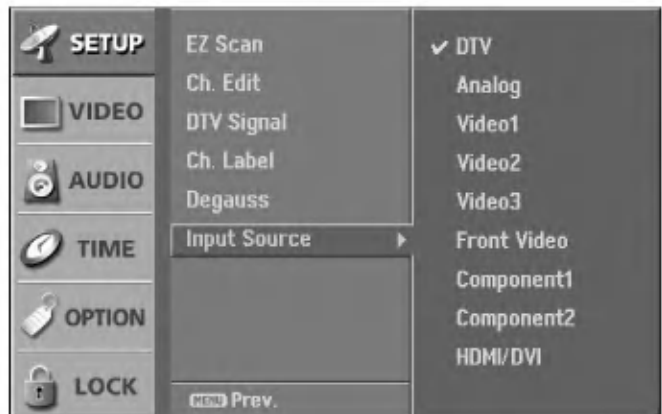 SETUP
VIDEO
AUDIO
TIME
OPTION
LOCK
EZ Scan
Ch. Edit
DTV Signal
Ch. Label
Degauss
Input Source
MENU Prev.
DTV
Analog
Video1
Video2
Video3
Front Video
Component1
Component2
HDMI/DVI